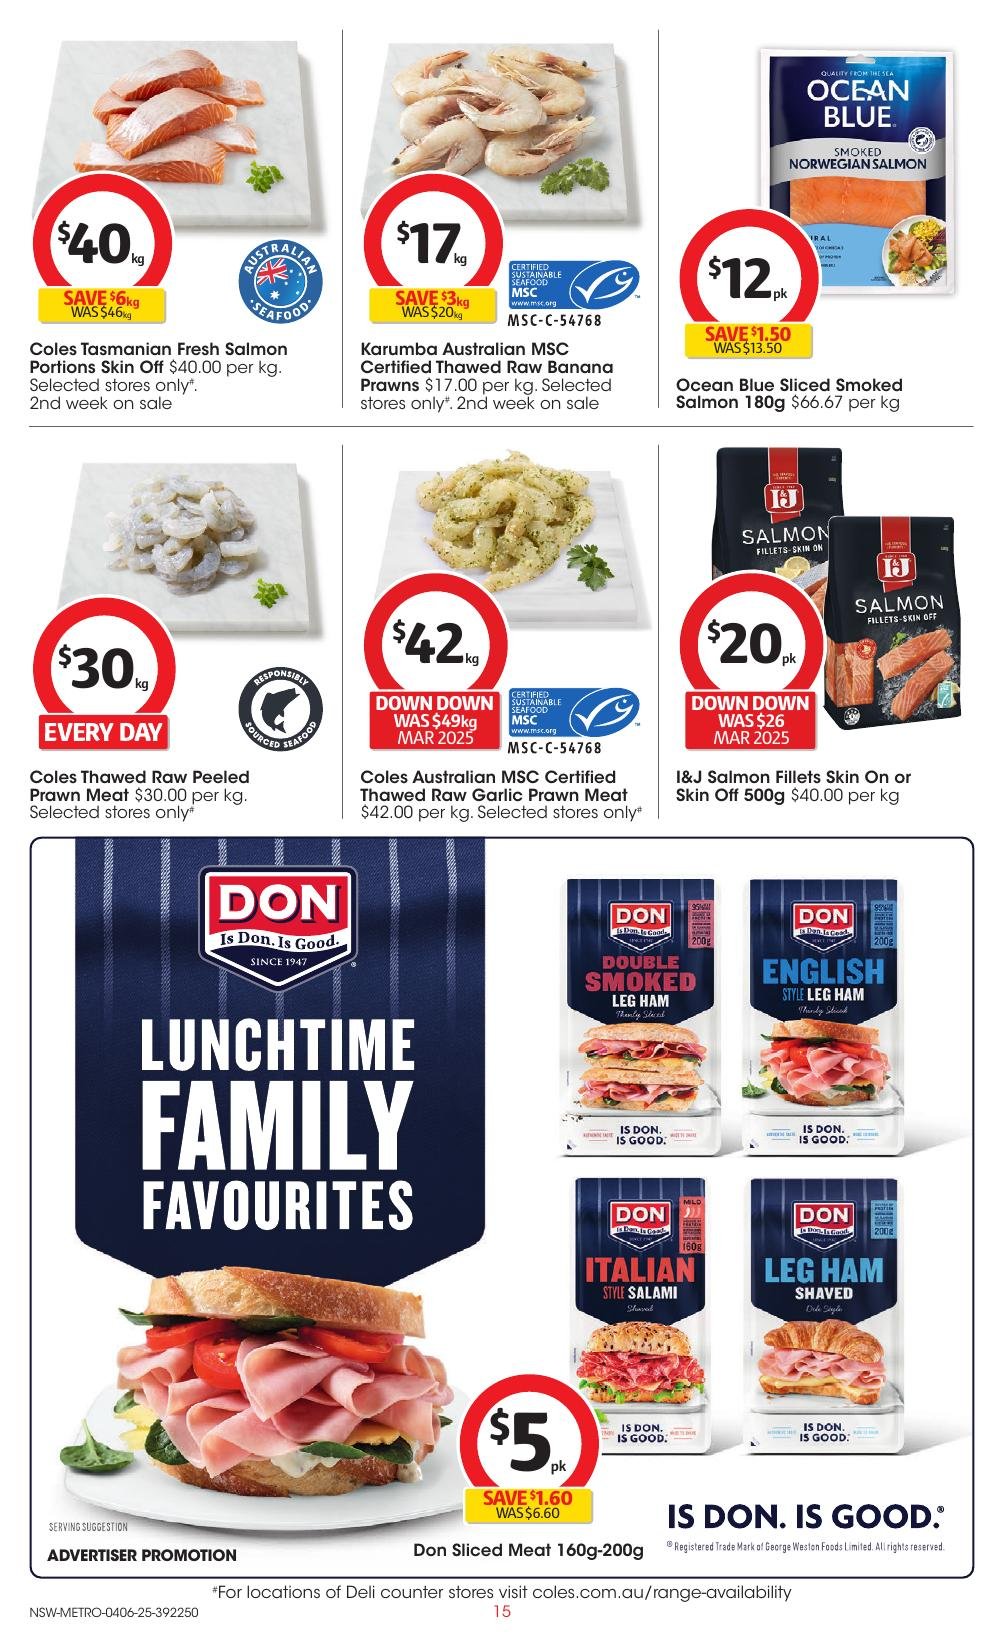 $40kg
SAVE $6kg
WAS $46kg
AUSTRALIAN
SEAFOOD
Coles Tasmanian Fresh Salmon
Portions Skin Off $40.00 per kg.
Selected stores only#.
2nd week on sale
$17kg
SAVE $3kg
WAS $20kg
CERTIFIED
SUSTAINABLE
SEAFOOD
MSC
www.msc.org
MSC-C-54768
Karumba Australian MSC
Certified Thawed Raw Banana
Prawns $17.00 per kg. Selected
stores only#. 2nd week on sale
QUALITY FROM THE SEA
OCEAN
BLUE
SMOKED
NORWEGIAN SALMON
$12pk
SAVE $1.50
WAS $13.50
Ocean Blue Sliced Smoked
Salmon 180g $66.67 per kg
$30kg
EVERY DAY
RESPONSIBLY
SOURCED SEAFOOD
Coles Thawed Raw Peeled
Prawn Meat $30.00 per kg.
Selected stores only#
$42kg
DOWN DOWN
WAS $49kg
MAR 2025
CERTIFIED
SUSTAINABLE
SEAFOOD
MSC
www.msc.org
MSC-C-54768
Coles Australian MSC Certified
Thawed Raw Garlic Prawn Meat
$42.00 per kg. Selected stores only#
I&J
SALMON
FILLETS-SKIN ON
I&J
SALMON
FILLETS-SKIN OFF
$20pk
DOWN DOWN
WAS $26
MAR 2025
I&J Salmon Fillets Skin On or
Skin Off 500g $40.00 per kg
DON
Is Don. Is Good.
SINCE 1947
LUNCHTIME
FAMILY
FAVOURITES
DON
Is Don. Is Good.
200g
DOUBLE
SMOKED
LEG HAM
Thinly Sliced
IS DON.
IS GOOD.
DON
Is Don. Is Good.
200g
ENGLISH
STYLE LEG HAM
Thinly Sliced
IS DON.
IS GOOD.
DON
Is Don. Is Good.
MILD
160g
ITALIAN
STYLE SALAMI
Shaved
IS DON.
IS GOOD.
DON
Is Don. Is Good.
200g
LEG HAM
SHAVED
Deli Style
IS DON.
IS GOOD.
$5pk
SAVE $1.60
WAS $6.60
SERVING SUGGESTION
ADVERTISER PROMOTION
Don Sliced Meat 160g-200g
IS DON. IS GOOD.®
® Registered Trade Mark of George Weston Foods Limited. All rights reserved.
#For locations of Deli counter stores visit coles.com.au/range-availability
NSW-METRO-0406-25-392250
15